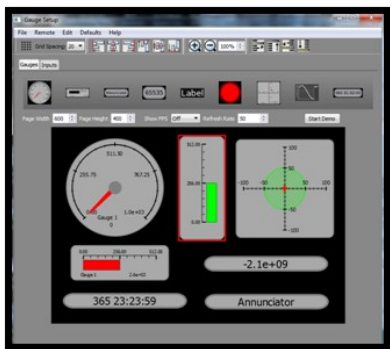 Gauge Setup
File Remote Edit Defaults Help
Grid Spacing: 20 100%
Gauges Inputs
65535 Label
Page Width 600 Page Height 400 Show FPS Off Refresh Rate 50 Start Demo
511.50
255.75 767.25
0.00 1.0e+03
Gauge 1
0
512.00
256.00
0.00
100
50
-100 -50 50 100
-50
-100
0.00 256.00 512.00
Gauge 1 2.6e+02
-2.1e+09
365 23:23:59 Annunciator